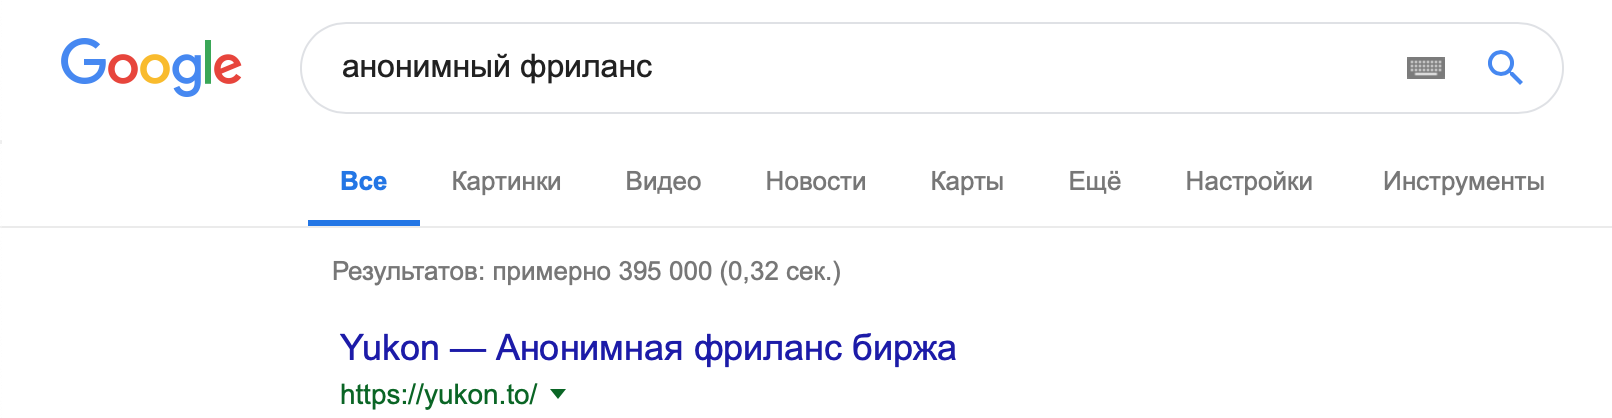 Google анонимный фриланс
Все Картинки Видео Новости Карты Ещё Настройки Инструменты
Результатов: примерно 395 000 (0,32 сек.)
Yukon — Анонимная фриланс биржа
https://yukon.to/